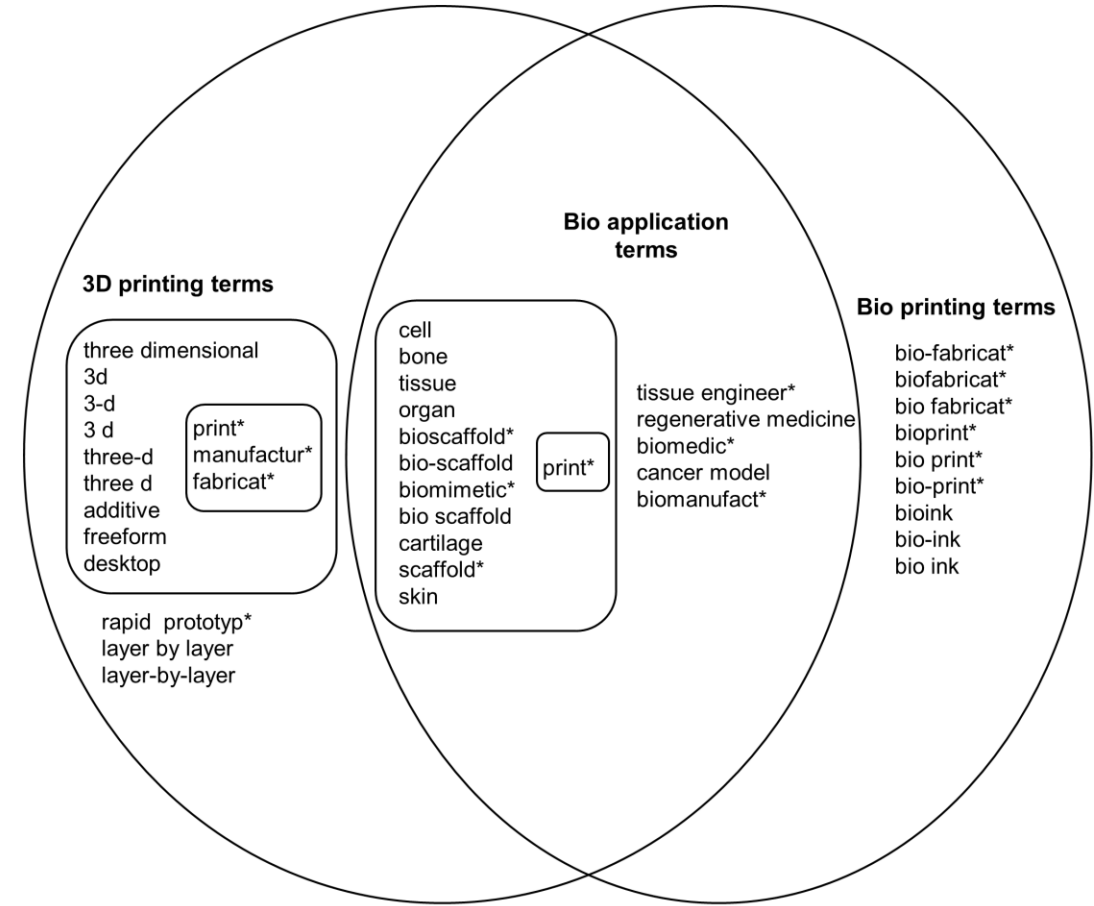 Bio application
terms
3D printing terms
three dimensional
3d
3-d
3 d
three-d
three d
additive
freeform
desktop
print*
manufactur*
fabricat*
rapid  prototyp*
layer by layer
layer-by-layer
cell
bone
tissue
organ
bioscaffold*
bio-scaffold
biomimetic*
bio scaffold
cartilage
scaffold*
skin
print*
tissue engineer*
regenerative medicine
biomedic*
cancer model
biomanufact*
Bio printing terms
bio-fabricat*
biofabricat*
bio fabricat*
bioprint*
bio print*
bio-print*
bioink
bio-ink
bio ink